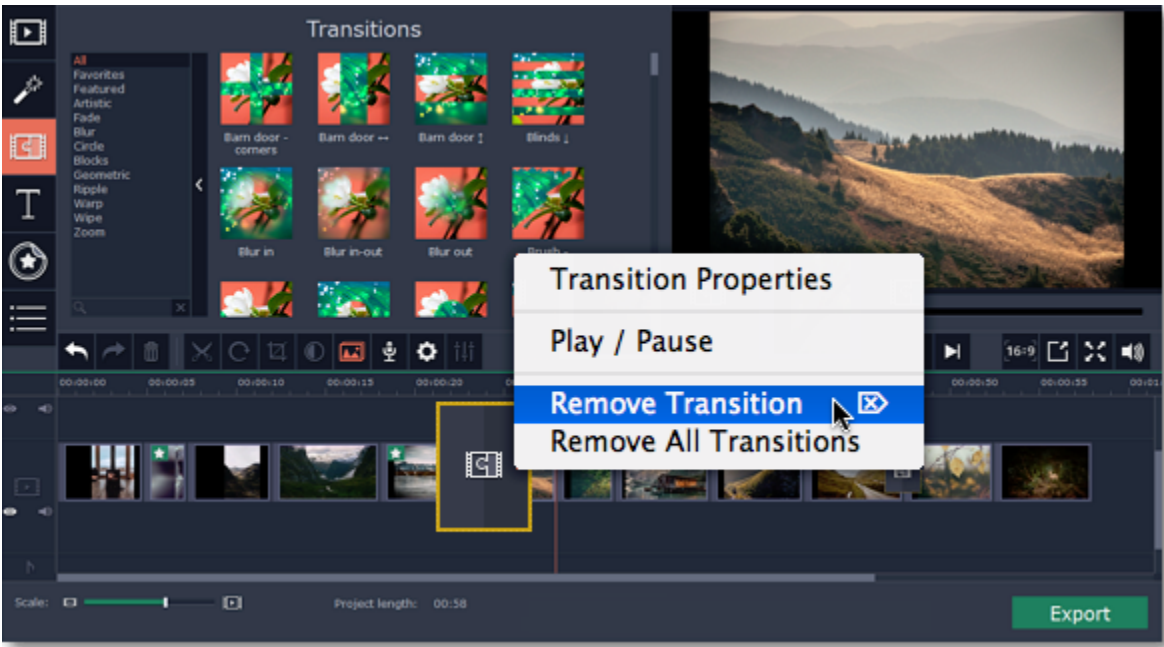 Transitions
All
Favorites
Featured
Artistic
Fade
Blur
Circle
Blocks
Geometric
Ripple
Warp
Wipe
Zoom
Barn door -
corners
Barn door ↔
Barn door ↕
Blinds ↓
Blur in
Blur in-out
Blur out
Brush -
Transition Properties
Play / Pause
Remove Transition
Remove All Transitions
16:9
00:00:00 00:00:05 00:00:10 00:00:15 00:00:20 00:00:50 00:00:55
Scale:
Project length: 00:58
Export